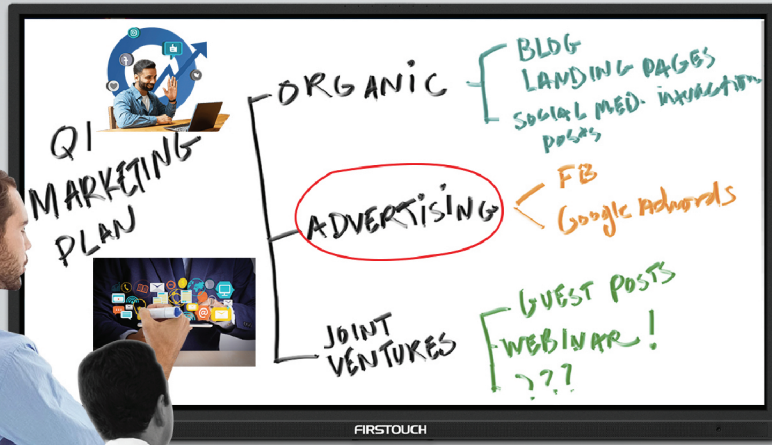 Q1
MARKETING
PLAN
ORGANIC
BLOG
LANDING PAGES
SOCIAL MED. INTERACTION
POSTS
ADVERTISING
FB
Google Adwords
JOINT
VENTURES
GUEST POSTS
WEBINAR!
???
FIRSTOUCH